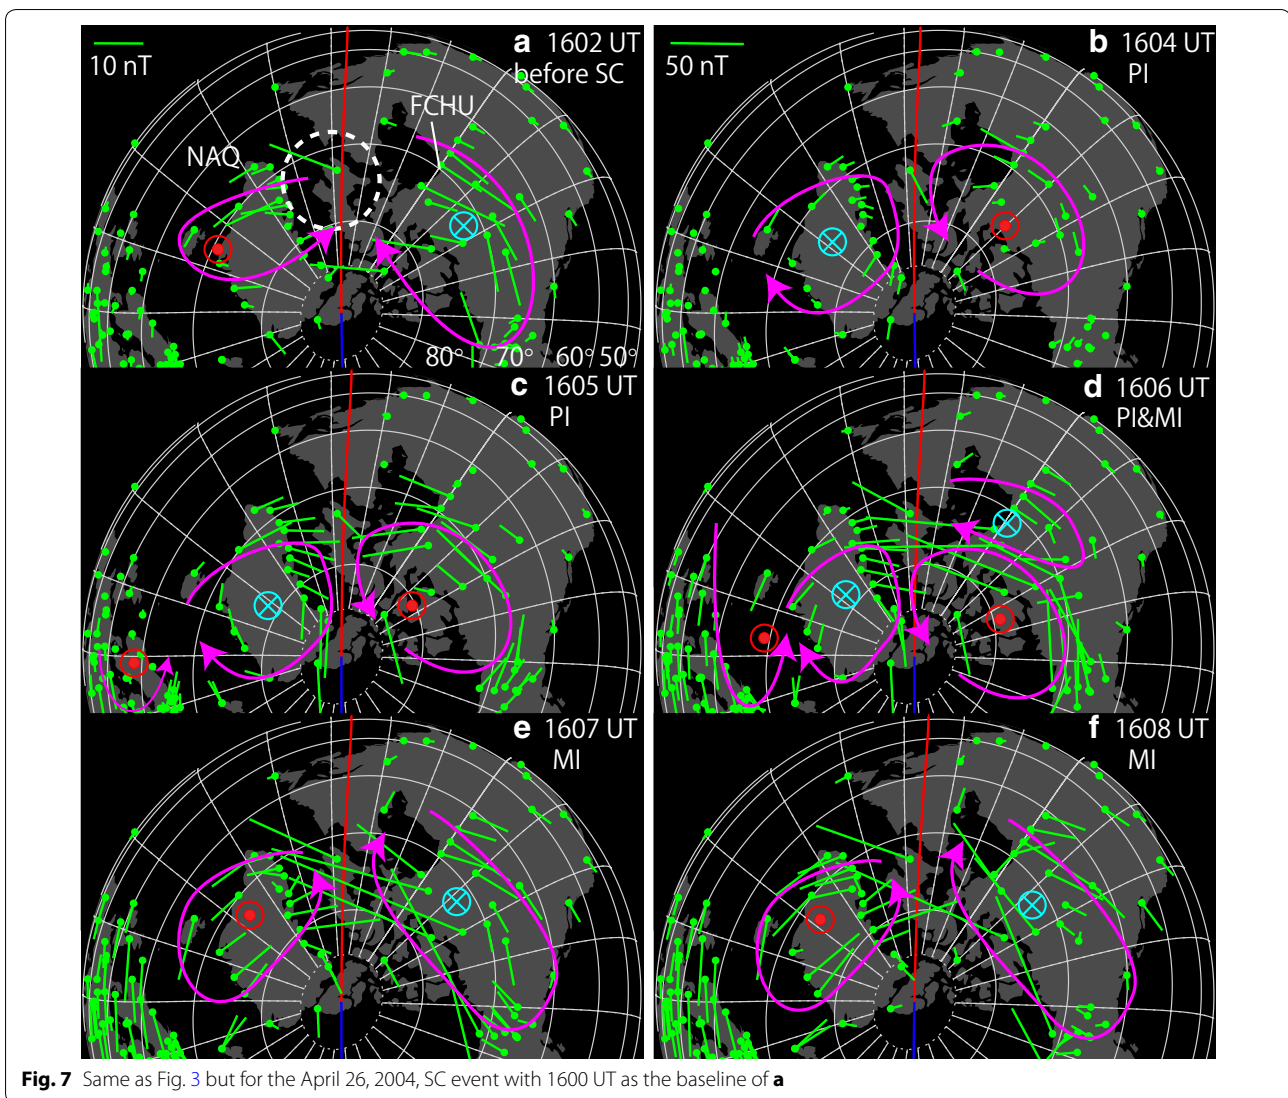 a 1602 UT
before SC
10 nT
FCHU
NAQ
80° 70° 60° 50°
b 1604 UT
PI
50 nT
c 1605 UT
PI
d 1606 UT
PI&MI
e 1607 UT
MI
f 1608 UT
MI
Fig. 7 Same as Fig. 3 but for the April 26, 2004, SC event with 1600 UT as the baseline of a